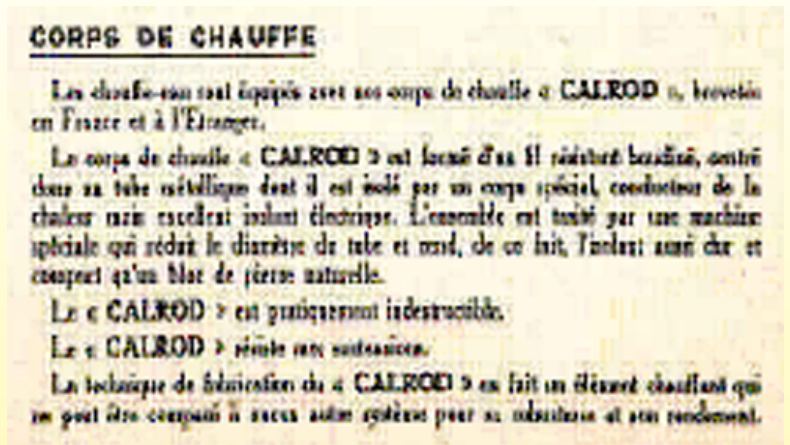 CORPS DE CHAUFFE
Les chauffe-eau sont équipés avec nos corps de chauffe « CALROD », brevetés
en France et à l'Etranger.
Le corps de chauffe « CALROD » est formé d'un fil résistant boudiné, centré
dans un tube métallique dont il est isolé par un corps spécial, conducteur de la
chaleur mais excellent isolant électrique. L'ensemble est traité par une machine
spéciale qui réduit le diamètre du tube et rend, de ce fait, l'isolant aussi dur et
compact qu'un bloc de pierre naturelle.
Le « CALROD » est pratiquement indestructible.
Le « CALROD » résiste aux
La technique de fabrication du « CALROD » en fait un élément chauffant qui
ne peut être comparé à aucun autre système pour sa robustesse et son rendement.